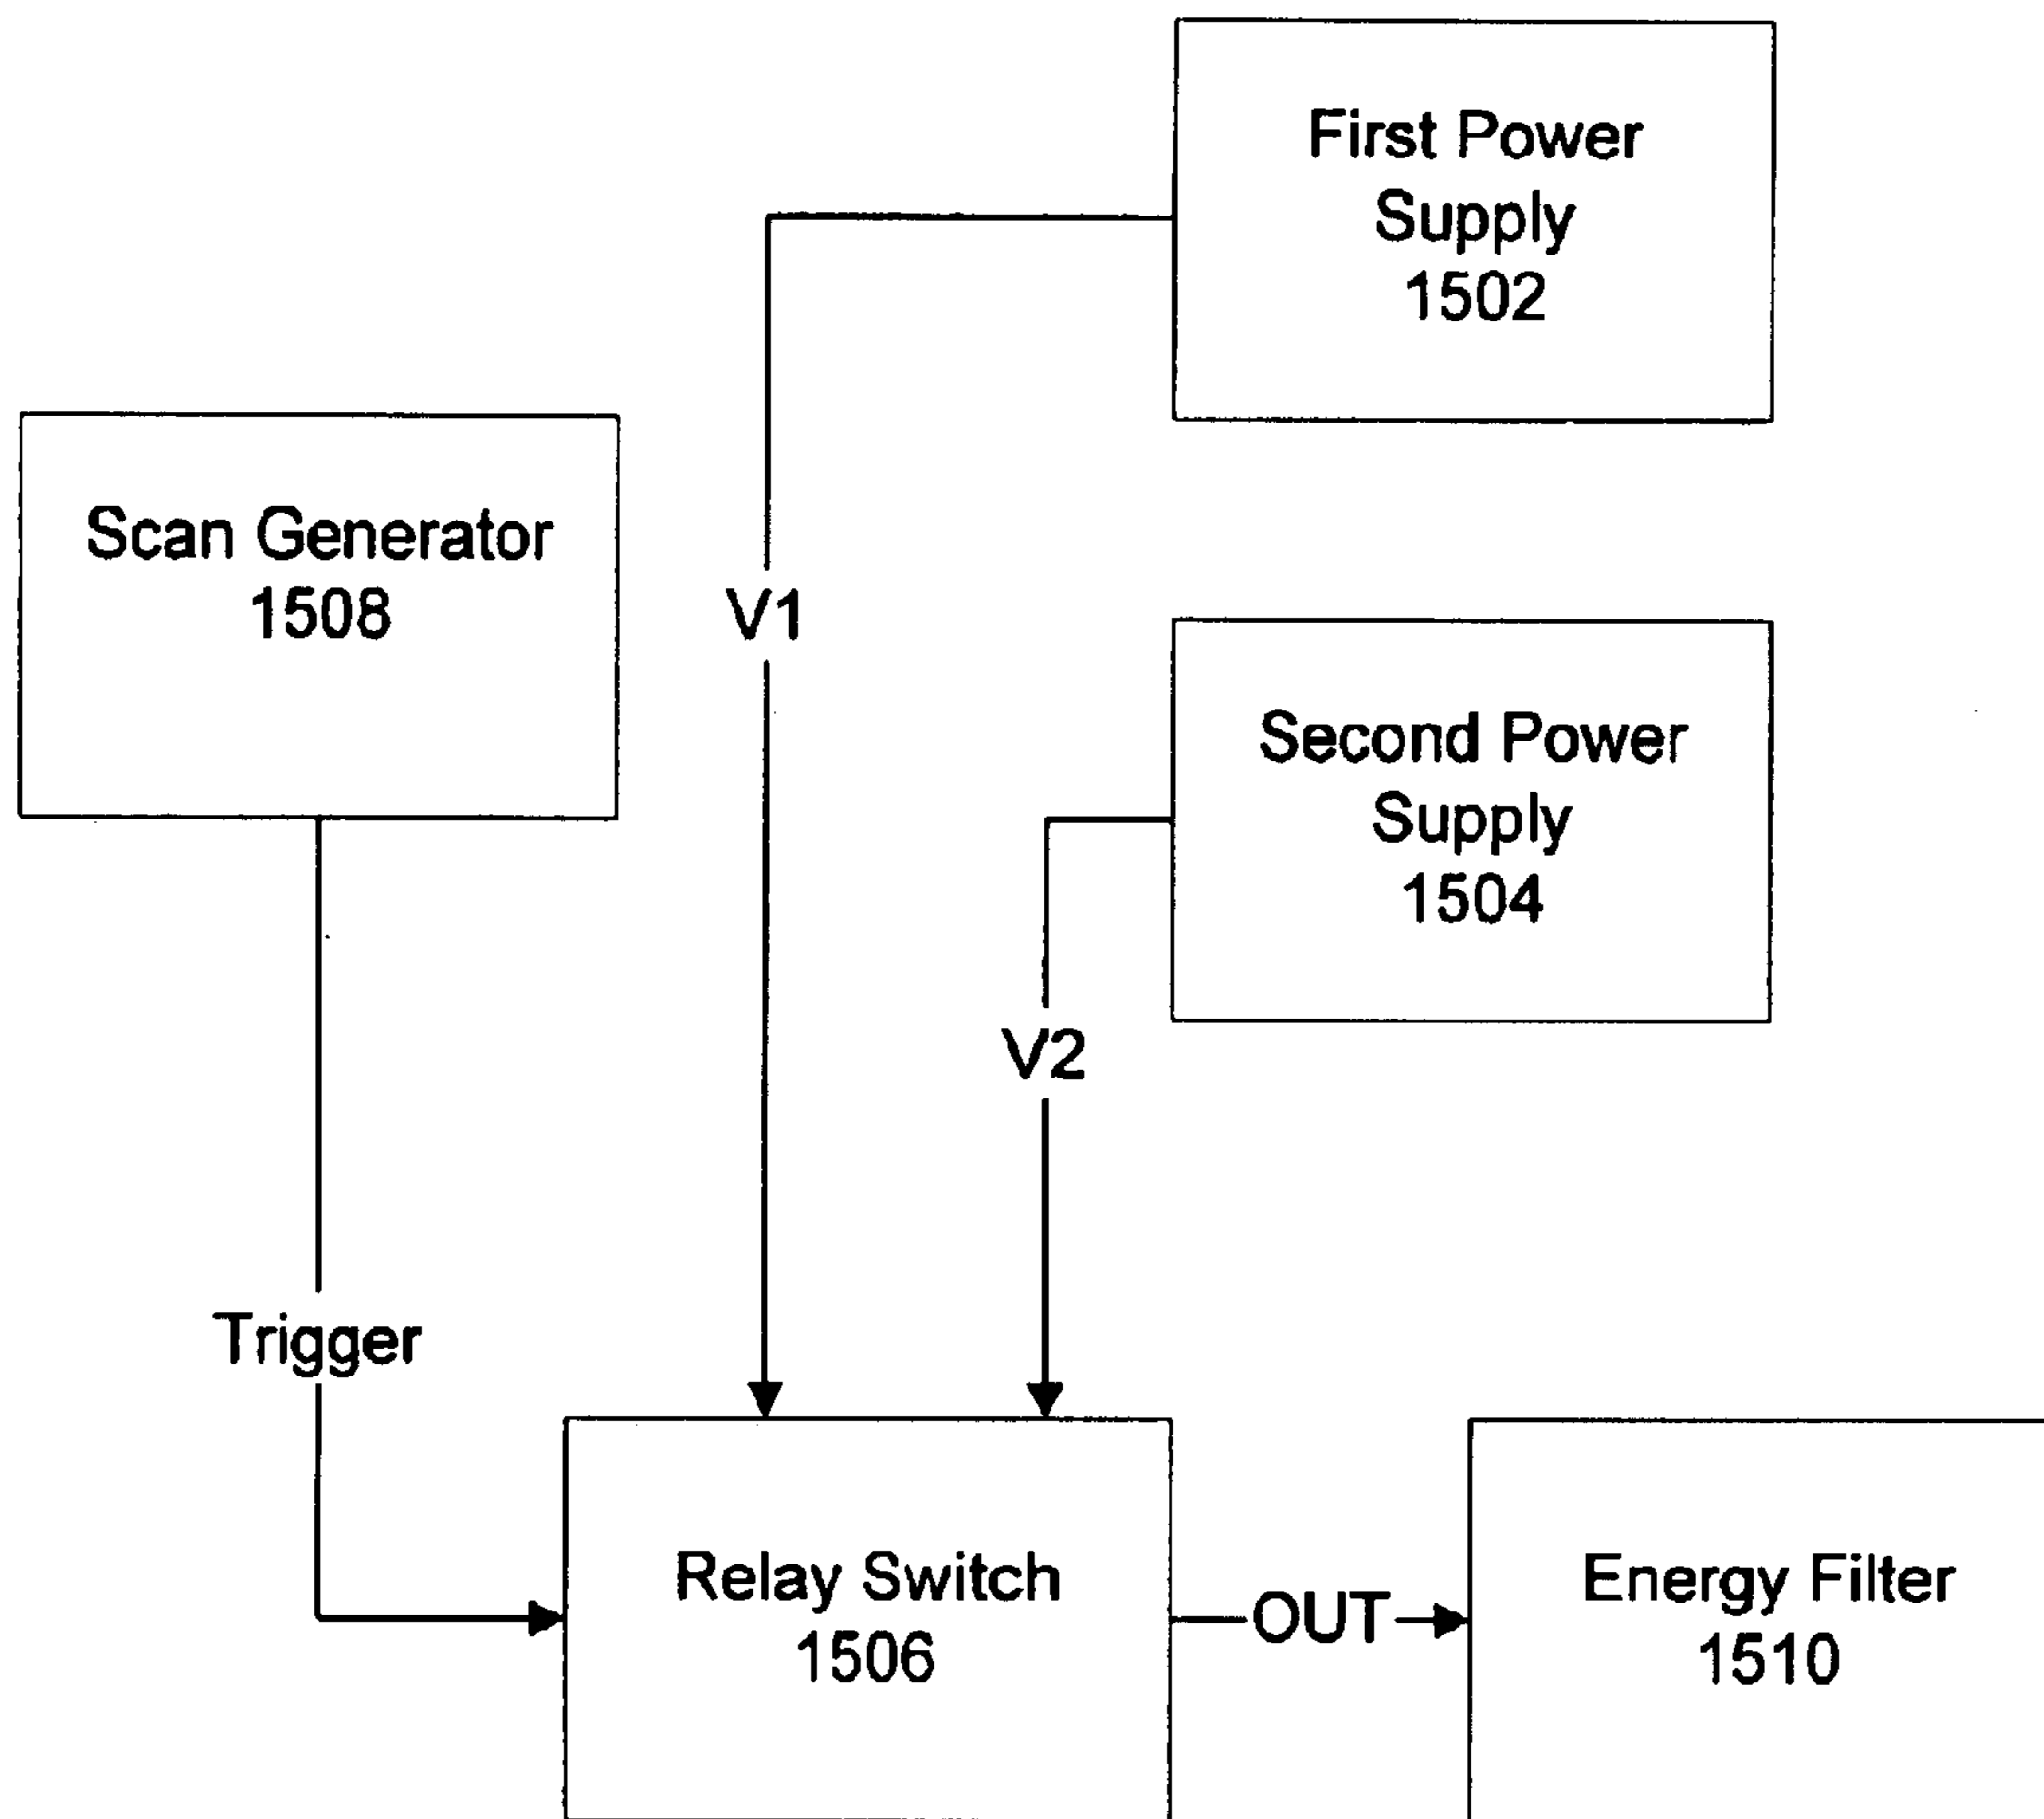 First Power
Supply
1502
Scan Generator
1508
V1
Second Power
Supply
1504
V2
Trigger
Relay Switch
1506
OUT
Energy Filter
1510